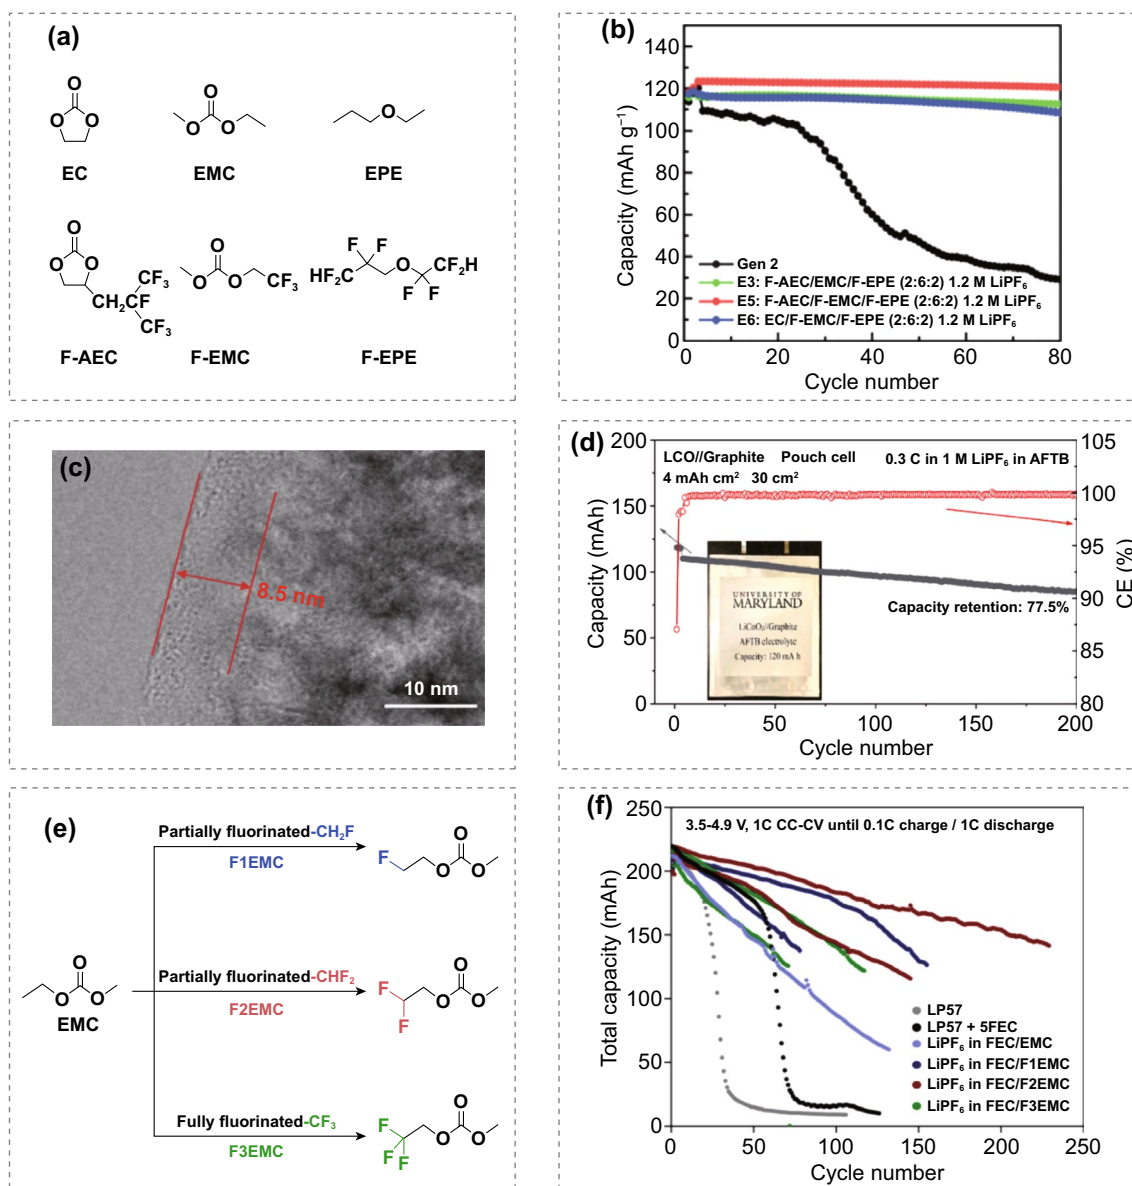 (a)
O
O
O
EC
O
O
O
EMC
O
EPE
O
O
O
CF₃
CH₂CF
CF₃
F-AEC
O
O
O
CF₃
F-EMC
F
F
HF₂C
O
CF₂H
F
F
F-EPE
(b)
Capacity (mAh g⁻¹)
140
120
100
80
60
40
20
0
0
20
40
60
80
Cycle number
Gen 2
E3: F-AEC/EMC/F-EPE (2:6:2) 1.2 M LiPF₆
E5: F-AEC/F-EMC/F-EPE (2:6:2) 1.2 M LiPF₆
E6: EC/F-EMC/F-EPE (2:6:2) 1.2 M LiPF₆
(c)
8.5 nm
10 nm
(d)
LCO//Graphite Pouch cell 0.3 C in 1 M LiPF₆ in AFTB
4 mAh cm² 30 cm²
UNIVERSITY OF
MARYLAND
LiCoO₂//Graphite
AFTB electrolyte
Capacity: 120 mA h
Capacity retention: 77.5%
Capacity (mAh)
200
150
100
50
0
0
50
100
150
200
Cycle number
105
100
95
90
85
80
CE (%)
(e)
O
O
O
EMC
Partially fluorinated-CH₂F
F1EMC
F
O
O
O
Partially fluorinated-CHF₂
F2EMC
F
F
O
O
O
Fully fluorinated-CF₃
F3EMC
F
F
F
O
O
O
(f)
3.5-4.9 V, 1C CC-CV until 0.1C charge / 1C discharge
Total capacity (mAh)
250
200
150
100
50
0
0
50
100
150
200
250
Cycle number
LP57
LP57 + 5FEC
LiPF₆ in FEC/EMC
LiPF₆ in FEC/F1EMC
LiPF₆ in FEC/F2EMC
LiPF₆ in FEC/F3EMC